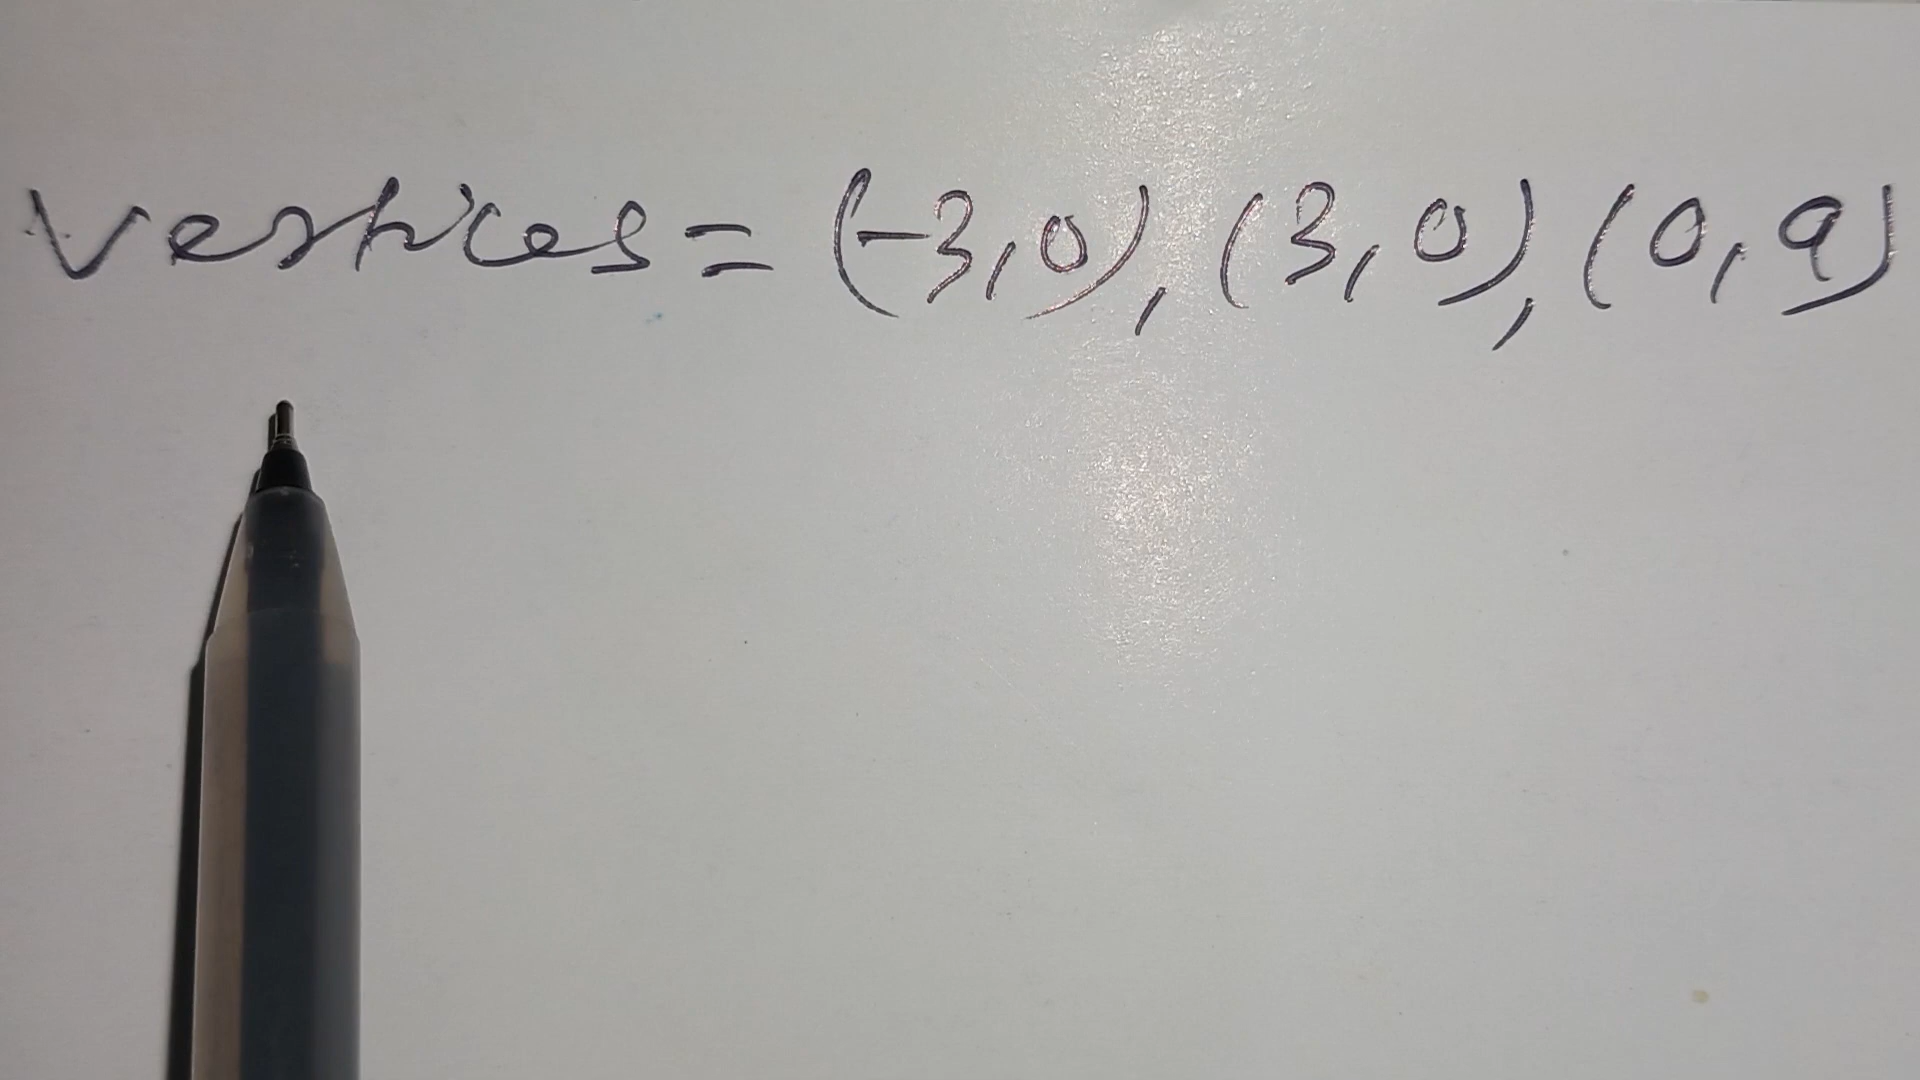 vertices = (-3,0), (3,0), (0,9)